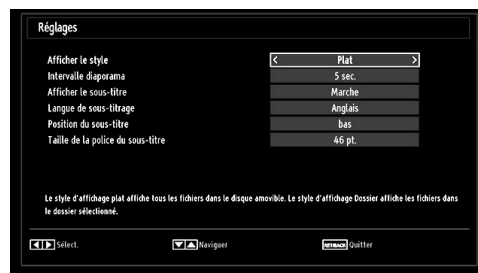 Réglages
Afficher le style < Plat >
Intervalle diaporama 5 sec.
Afficher le sous-titre Marche
Langue de sous-titrage Anglais
Position du sous-titre bas
Taille de la police du sous-titre 46 pt.
Le style d'affichage plat affiche tous les fichiers dans le disque amovible. Le style d'affichage Dossier affiche les fichiers dans
le dossier sélectionné.
Sélect. Naviguer RET/BACK Quitter